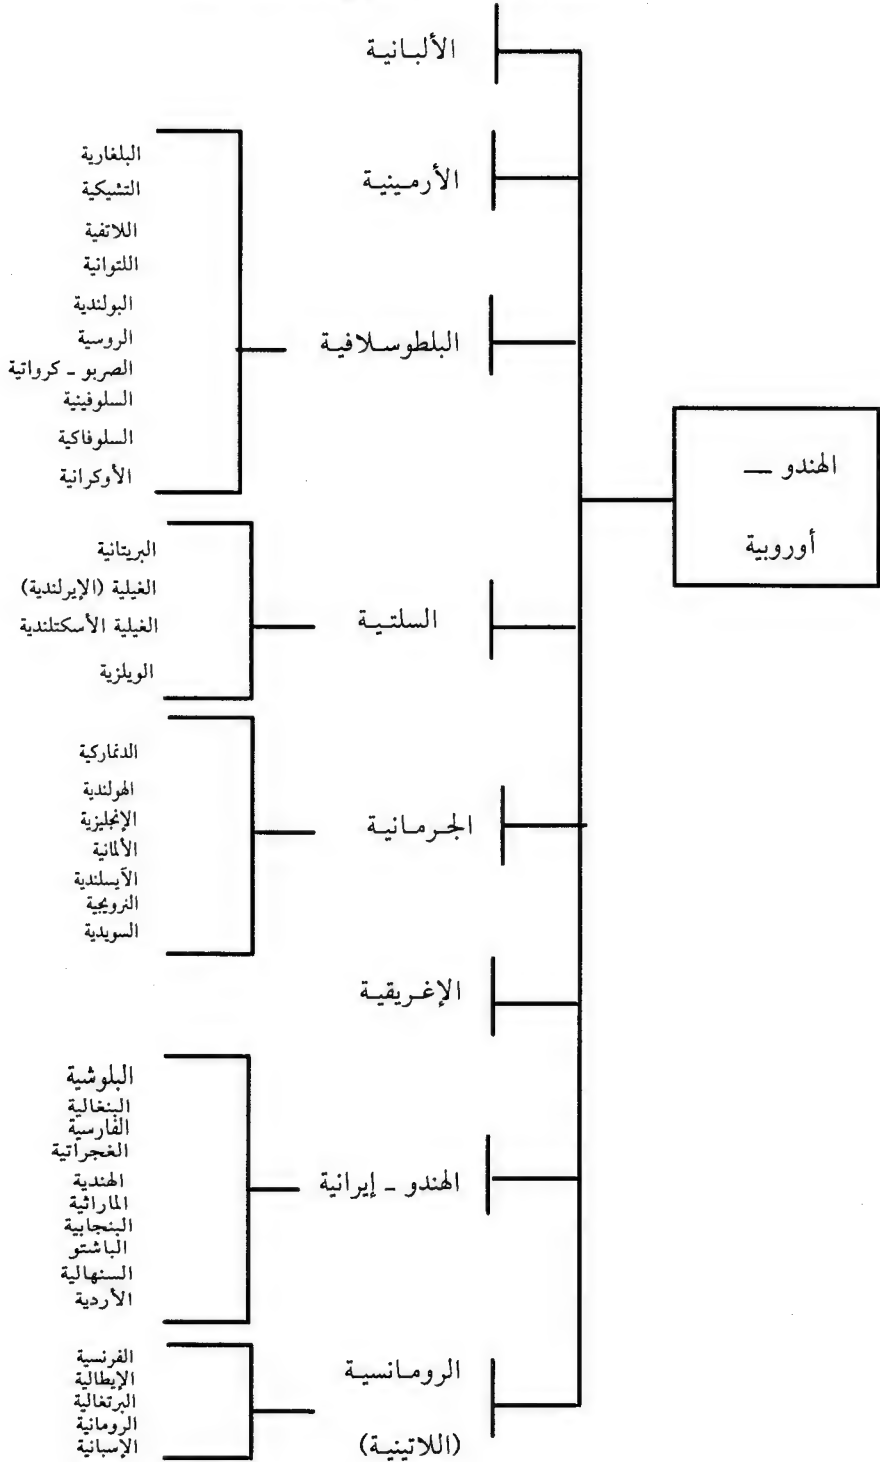 الهندو —
أوروبية
الألبانية
الأرمينية
البلطوسلافية
البلغارية
التشيكية
اللاتفية
اللتوانية
البولندية
الروسية
الصربو - كرواتية
السلوفينية
السلوفاكية
الأوكرانية
السلتية
البريتانية
الغيلية (الإيرلندية)
الغيلية الأسكتلندية
الويلزية
الجرمانية
الدنماركية
الهولندية
الإنجليزية
الألمانية
الآيسلندية
النرويجية
السويدية
الإغريقية
الهندو - إيرانية
البلوشية
البنغالية
الفارسية
الغجراتية
الهندية
الماراثية
البنجابية
الباشتو
السنهالية
الأردية
الرومانسية
(اللاتينية)
الفرنسية
الإيطالية
البرتغالية
الرومانية
الإسبانية